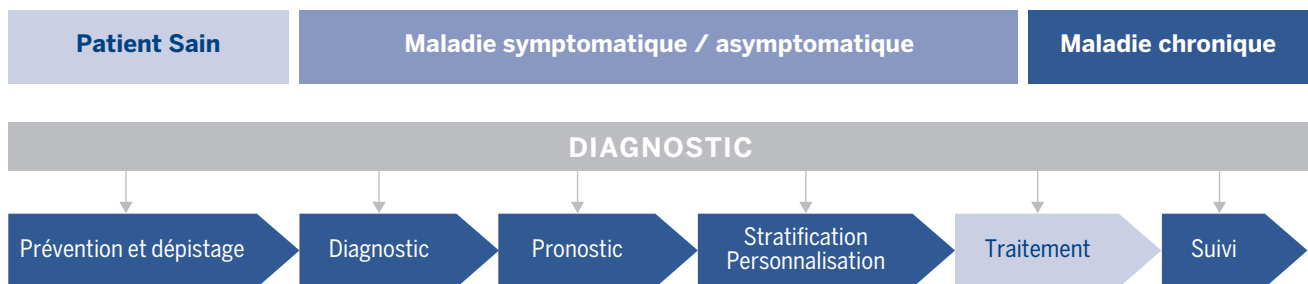 Patient Sain
Maladie symptomatique / asymptomatique
Maladie chronique
DIAGNOSTIC
Prévention et dépistage
Diagnostic
Pronostic
Stratification
Personnalisation
Traitement
Suivi